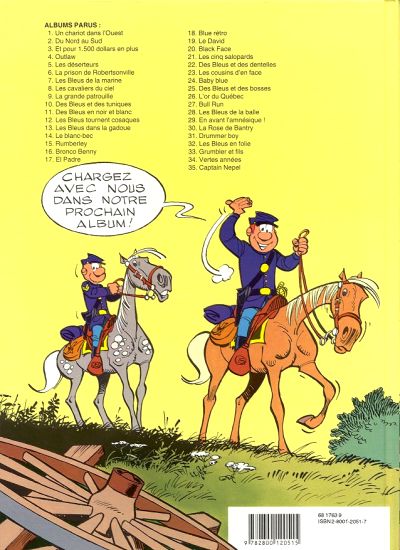 ALBUMS PARUS :
1. Un chariot dans l'Ouest
2. Du Nord au Sud
3. Et pour 1.500 dollars en plus
4. Outlaw
5. Les déserteurs
6. La prison de Robertsonville
7. Les Bleus de la marine
8. Les cavaliers du ciel
9. La grande patrouille
10. Des Bleus et des tuniques
11. Des Bleus en noir et blanc
12. Les Bleus tournent cosaques
13. Les Bleus dans la gadoue
14. Le blanc-bec
15. Rumberley
16. Bronco Benny
17. El Padre
18. Blue rétro
19. Le David
20. Black Face
21. Les cinq salopards
22. Des Bleus et des dentelles
23. Les cousins d'en face
24. Baby blue
25. Des Bleus et des bosses
26. L'or du Québec
27. Bull Run
28. Les Bleus de la balle
29. En avant l'amnésique !
30. La Rose de Bantry
31. Drummer boy
32. Les Bleus en folie
33. Grumbler et fils
34. Vertes années
35. Captain Nepel
CHARGEZ
AVEC NOUS
DANS NOTRE
PROCHAIN
ALBUM !
68 1763 9
ISBN 2-8001-2051-7
9 782800 120515